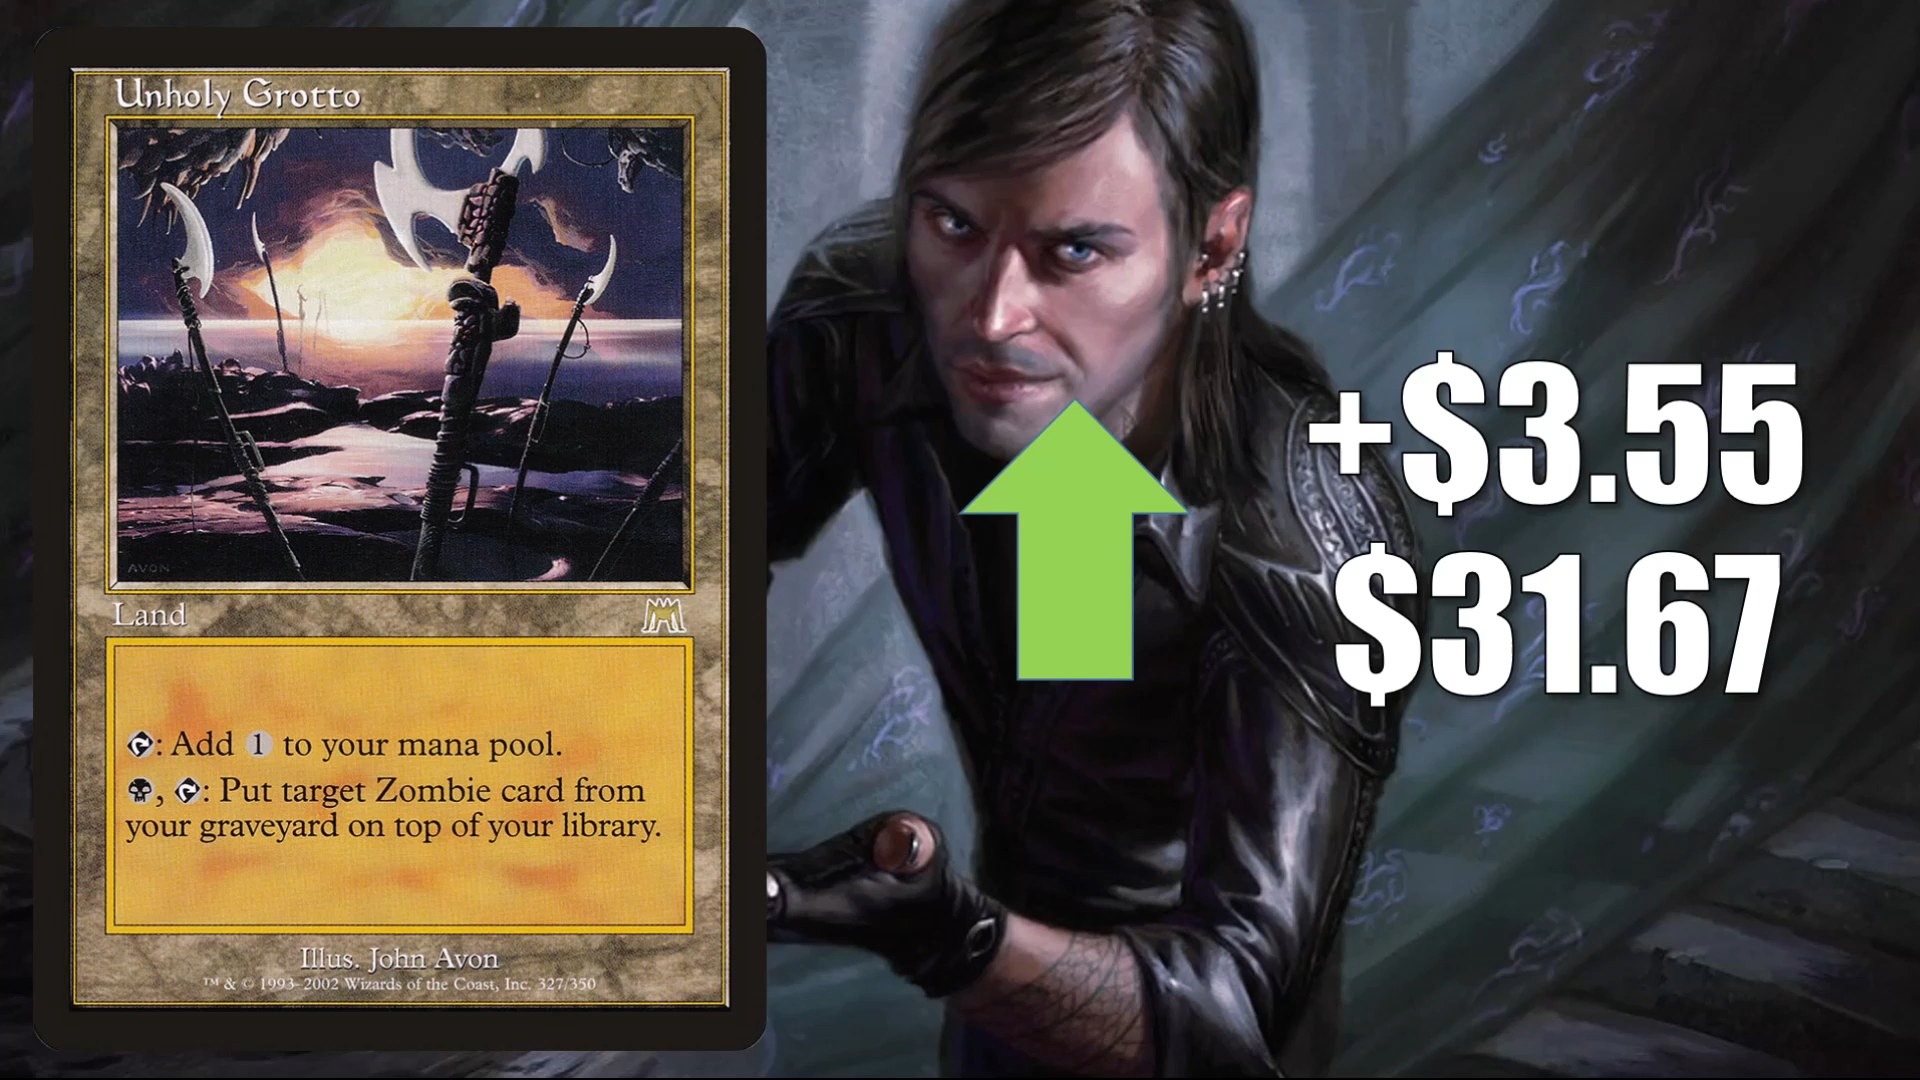 Unholy Grotto
AVON
Land
: Add 1 to your mana pool.
, : Put target Zombie card from
your graveyard on top of your library.
Illus. John Avon
™ & © 1993-2002 Wizards of the Coast, Inc. 327/350
+$3.55
$31.67